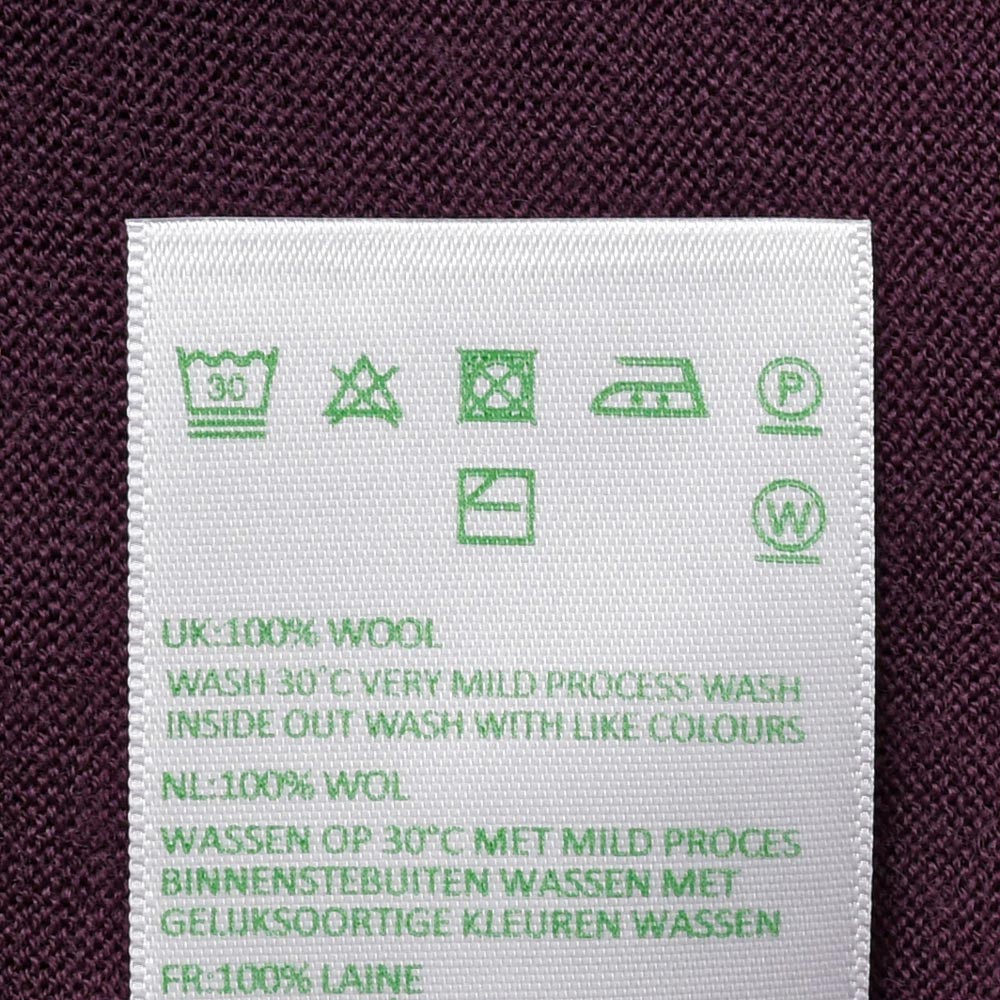 30
P
W
UK:100% WOOL
WASH 30°C VERY MILD PROCESS WASH
INSIDE OUT WASH WITH LIKE COLOURS
NL:100% WOL
WASSEN OP 30°C MET MILD PROCES
BINNENSTEBUITEN WASSEN MET
GELIJKSOORTIGE KLEUREN WASSEN
FR:100% LAINE